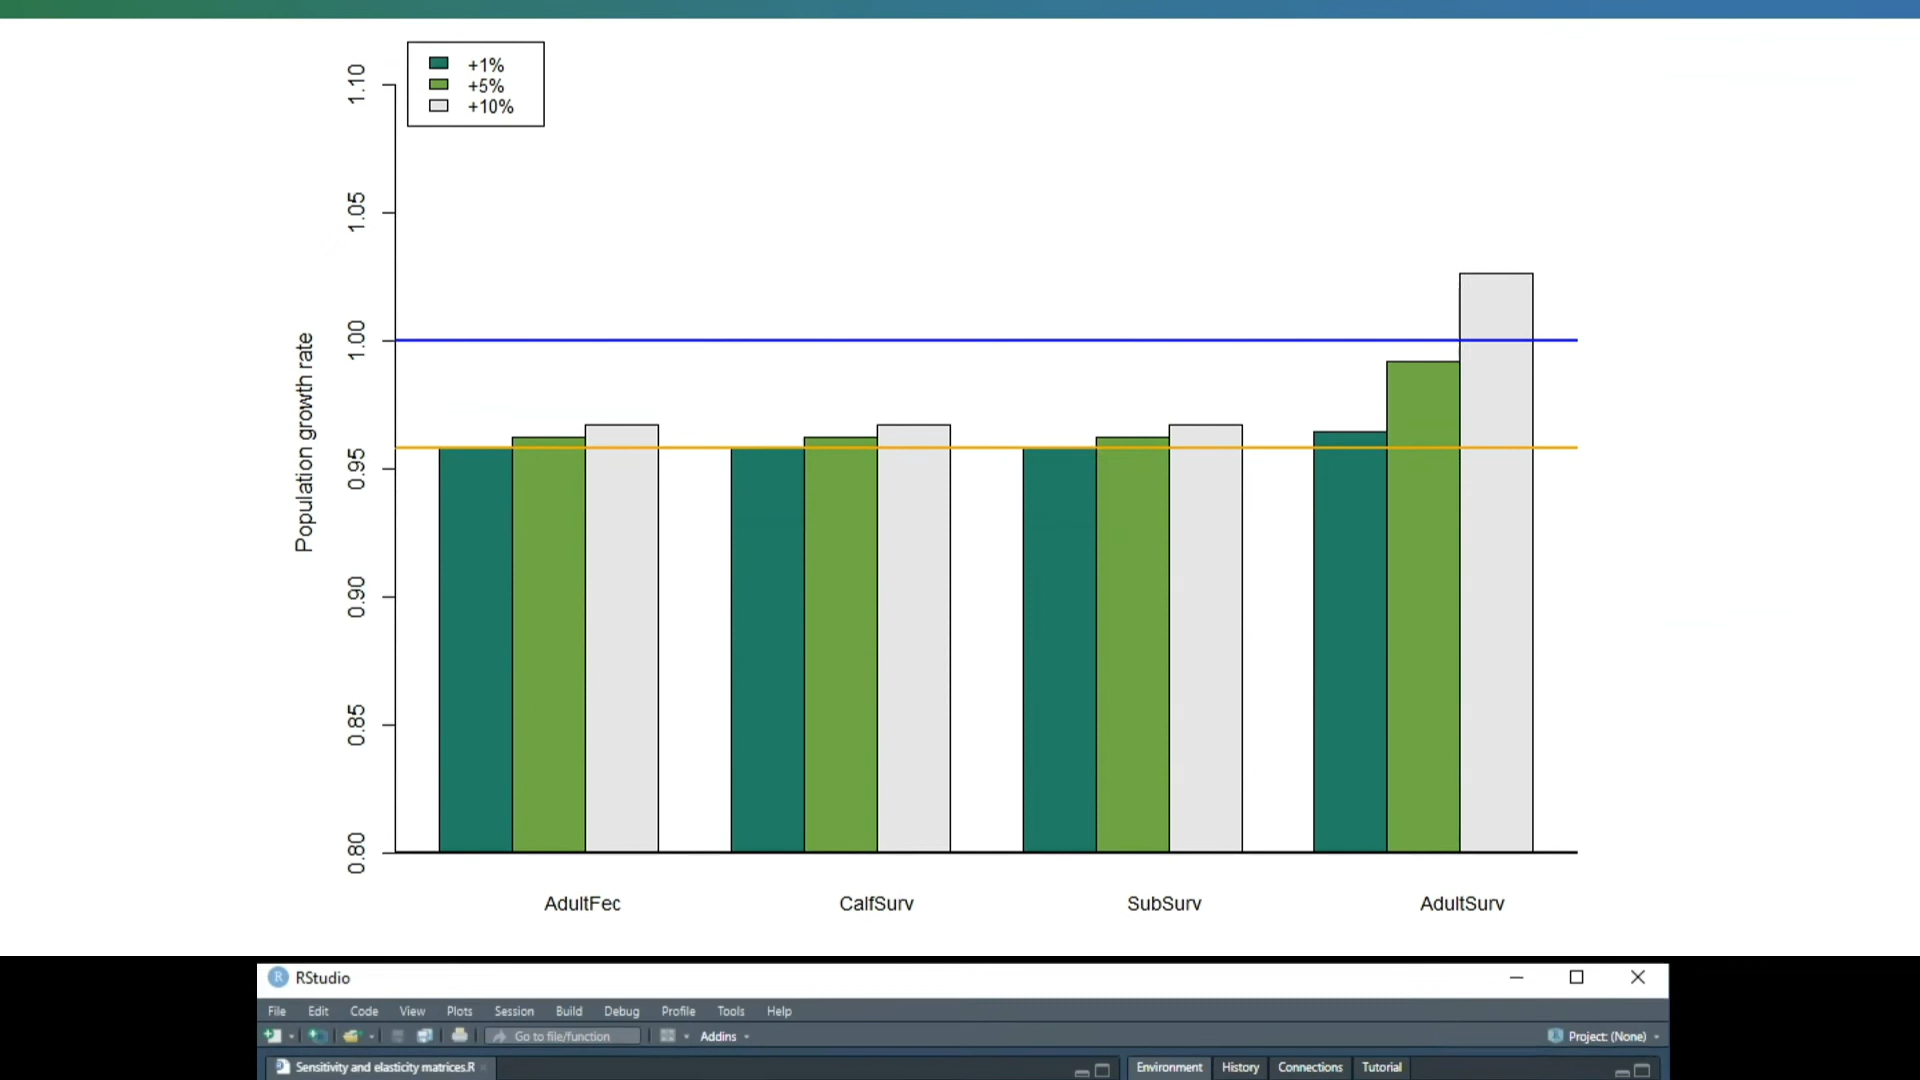 +1%
+5%
+10%
1.10
1.05
1.00
0.95
0.90
0.85
0.80
Population growth rate
AdultFec CalfSurv SubSurv AdultSurv
R RStudio
File Edit Code View Plots Session Build Debug Profile Tools Help
Go to file/function Addins Project: (None)
Sensitivity and elasticity matrices.R Environment History Connections Tutorial